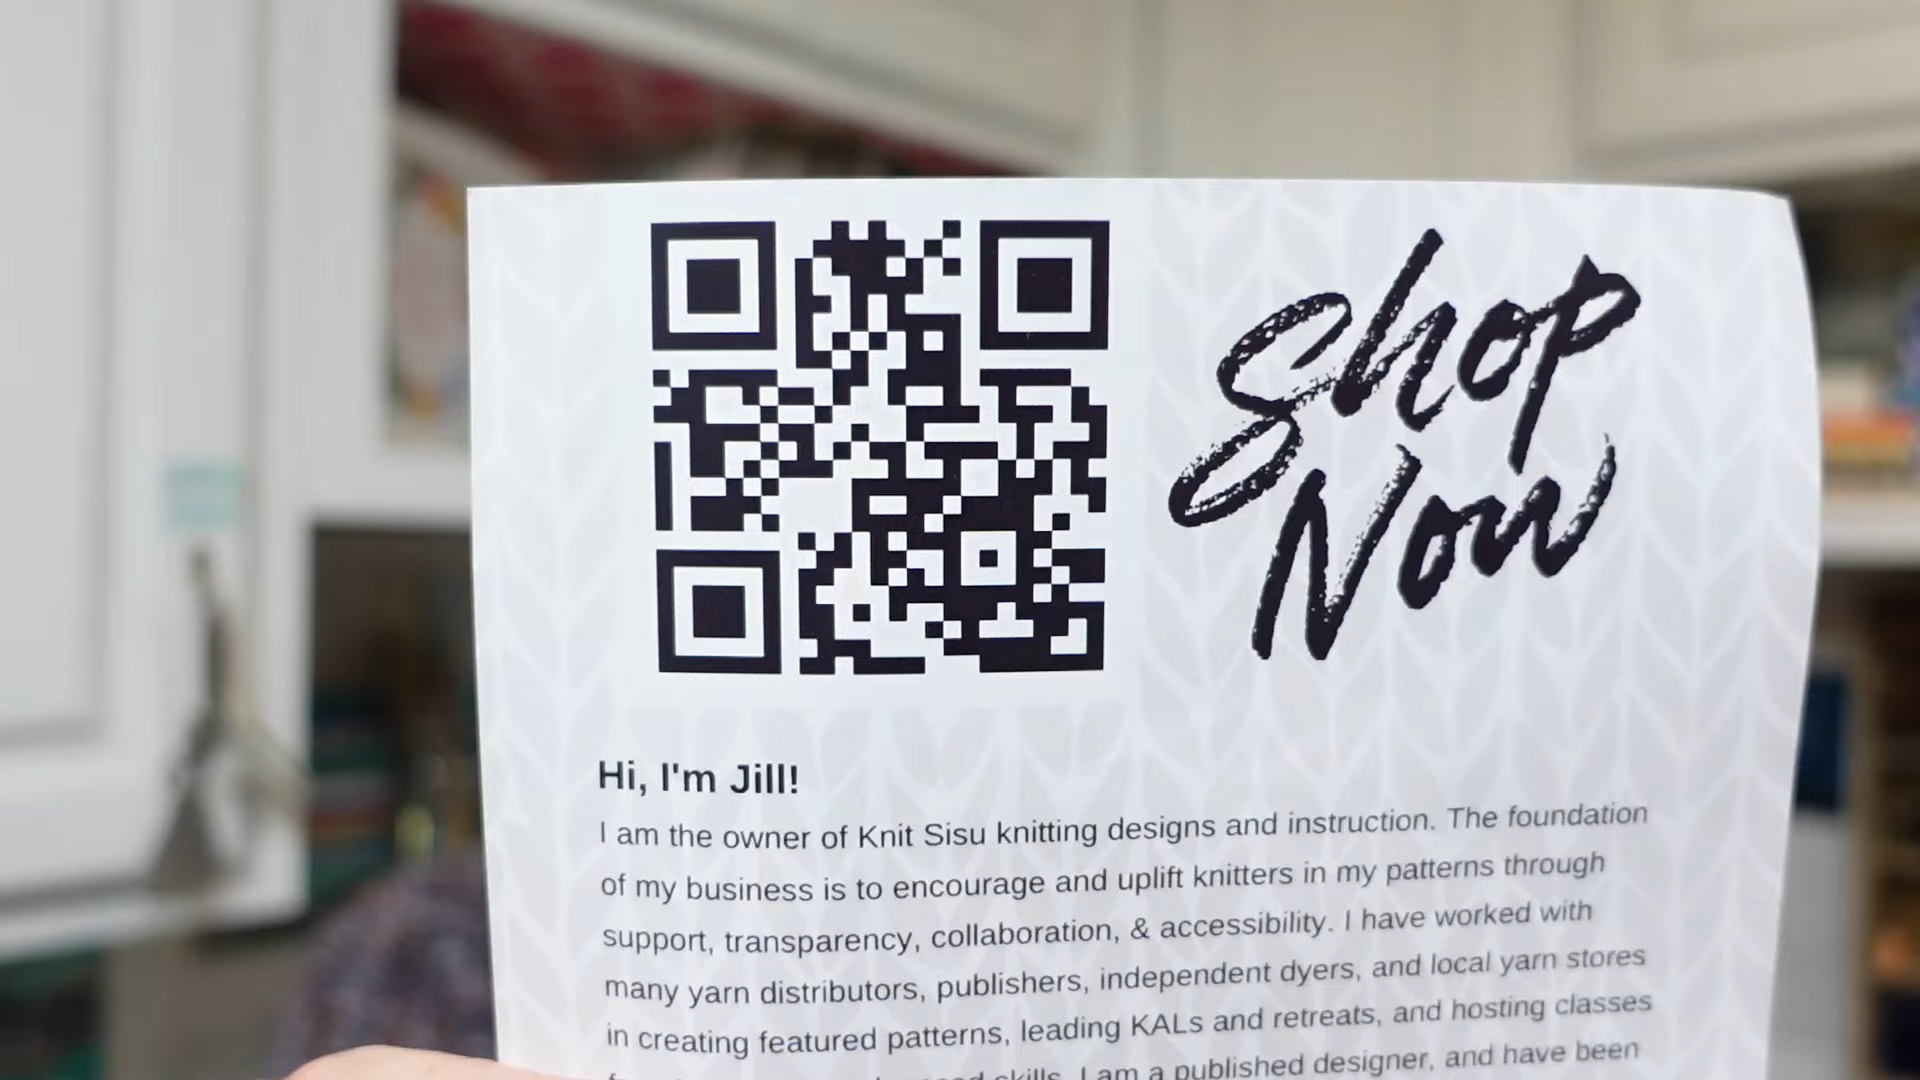 Shop
Now
Hi, I'm Jill!
I am the owner of Knit Sisu knitting designs and instruction. The foundation
of my business is to encourage and uplift knitters in my patterns through
support, transparency, collaboration, & accessibility. I have worked with
many yarn distributors, publishers, independent dyers, and local yarn stores
in creating featured patterns, leading KALs and retreats, and hosting classes
skills. I am a published designer, and have been